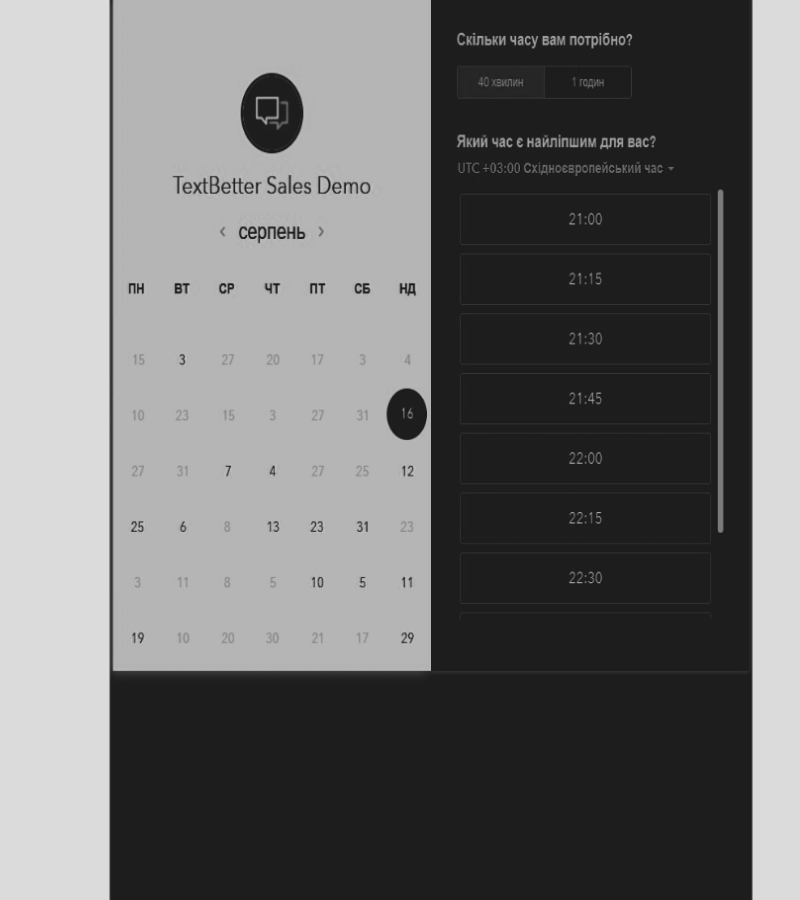 TextBetter Sales Demo
‹ серпень ›
ПН ВТ СР ЧТ ПТ СБ НД
15 3 27 20 17 3 4
10 23 15 3 27 31 16
27 31 7 4 27 25 12
25 6 8 13 23 31 23
3 11 8 5 10 5 11
19 10 20 30 21 17 29
Скільки часу вам потрібно?
40 хвилин 1 годин
Який час є найліпшим для вас?
UTC +03:00 Східноєвропейський час
21:00
21:15
21:30
21:45
22:00
22:15
22:30